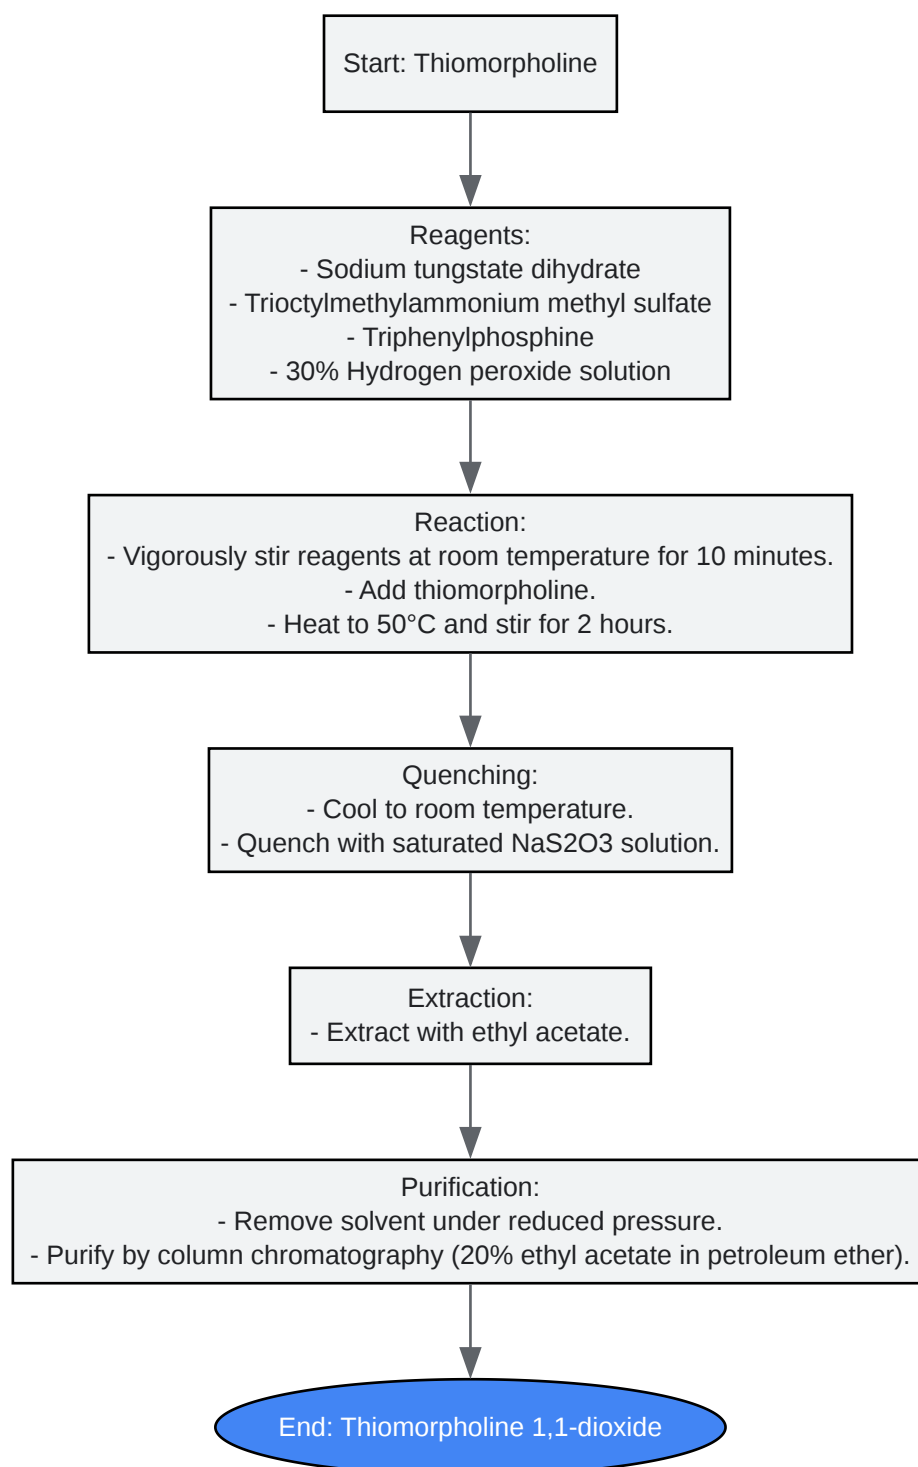 Start: Thiomorpholine
Reagents:
- Sodium tungstate dihydrate
- Trioctylmethylammonium methyl sulfate
- Triphenylphosphine
- 30% Hydrogen peroxide solution
Reaction:
- Vigorously stir reagents at room temperature for 10 minutes.
- Add thiomorpholine.
- Heat to 50°C and stir for 2 hours.
Quenching:
- Cool to room temperature.
- Quench with saturated NaS2O3 solution.
Extraction:
- Extract with ethyl acetate.
Purification:
- Remove solvent under reduced pressure.
- Purify by column chromatography (20% ethyl acetate in petroleum ether).
End: Thiomorpholine 1,1-dioxide